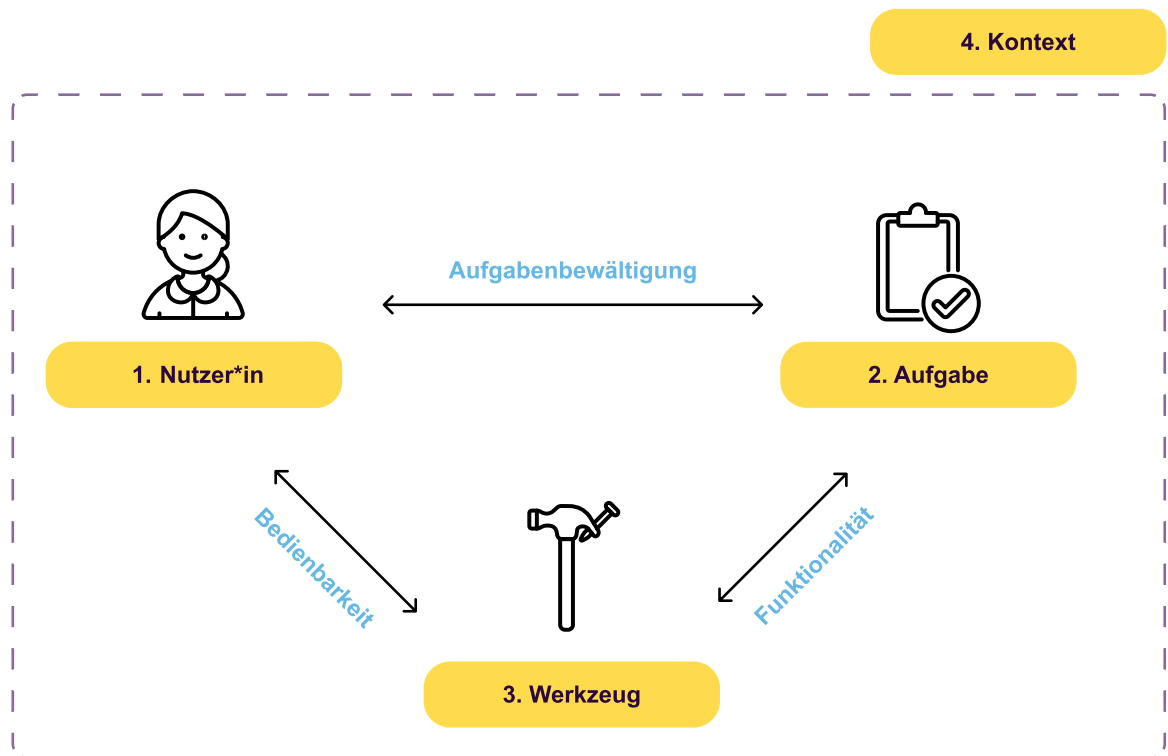 4. Kontext
Aufgabenbewältigung
1. Nutzer*in
2. Aufgabe
Bedienbarkeit
Funktionalität
3. Werkzeug